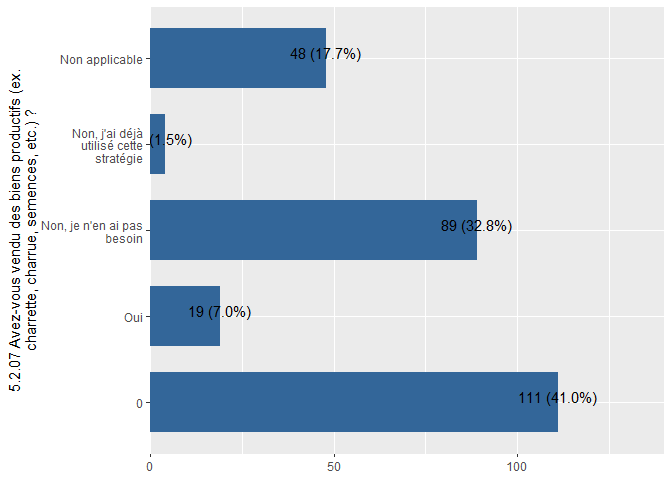 5.2.07 Avez-vous vendu des biens productifs (ex.
charrette, charrue, semences, etc.) ?
Non applicable
48 (17.7%)
Non, j'ai déjà
utilisé cette
stratégie
(1.5%)
Non, je n'en ai pas
besoin
89 (32.8%)
Oui
19 (7.0%)
0
111 (41.0%)
0
50
100